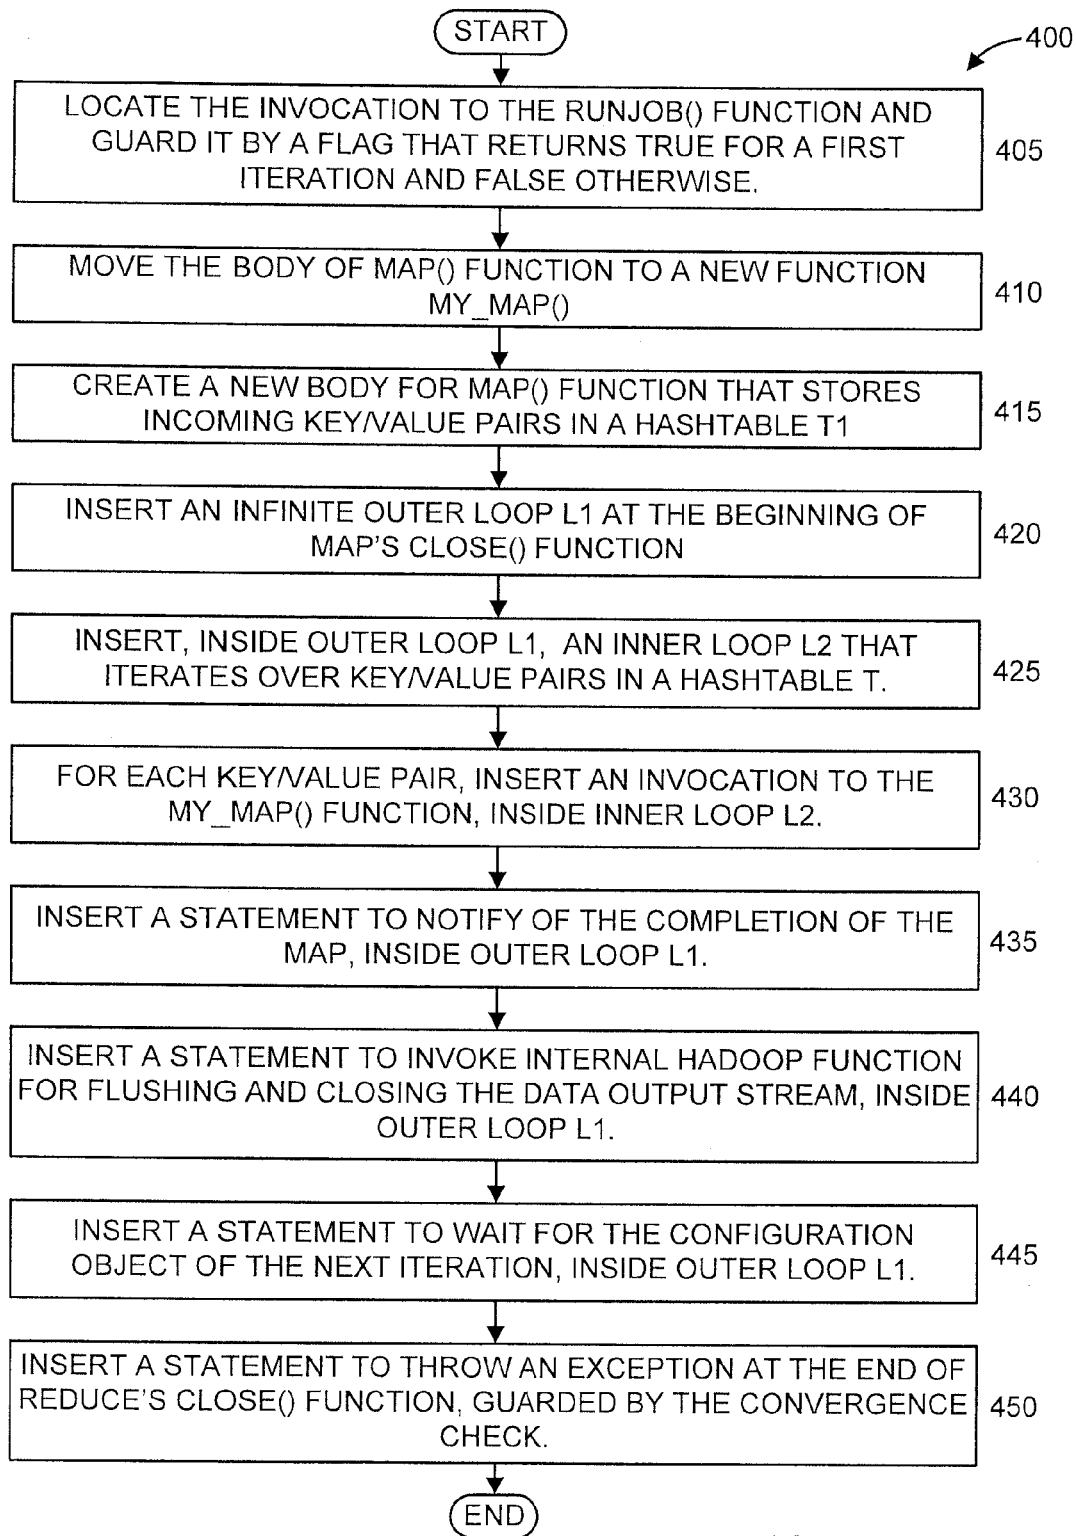 START
400
LOCATE THE INVOCATION TO THE RUNJOB() FUNCTION AND
GUARD IT BY A FLAG THAT RETURNS TRUE FOR A FIRST
ITERATION AND FALSE OTHERWISE.
405
MOVE THE BODY OF MAP() FUNCTION TO A NEW FUNCTION
MY_MAP()
410
CREATE A NEW BODY FOR MAP() FUNCTION THAT STORES
INCOMING KEY/VALUE PAIRS IN A HASHTABLE T1
415
INSERT AN INFINITE OUTER LOOP L1 AT THE BEGINNING OF
MAP'S CLOSE() FUNCTION
420
INSERT, INSIDE OUTER LOOP L1, AN INNER LOOP L2 THAT
ITERATES OVER KEY/VALUE PAIRS IN A HASHTABLE T.
425
FOR EACH KEY/VALUE PAIR, INSERT AN INVOCATION TO THE
MY_MAP() FUNCTION, INSIDE INNER LOOP L2.
430
INSERT A STATEMENT TO NOTIFY OF THE COMPLETION OF THE
MAP, INSIDE OUTER LOOP L1.
435
INSERT A STATEMENT TO INVOKE INTERNAL HADOOP FUNCTION
FOR FLUSHING AND CLOSING THE DATA OUTPUT STREAM, INSIDE
OUTER LOOP L1.
440
INSERT A STATEMENT TO WAIT FOR THE CONFIGURATION
OBJECT OF THE NEXT ITERATION, INSIDE OUTER LOOP L1.
445
INSERT A STATEMENT TO THROW AN EXCEPTION AT THE END OF
REDUCE'S CLOSE() FUNCTION, GUARDED BY THE CONVERGENCE
CHECK.
450
END